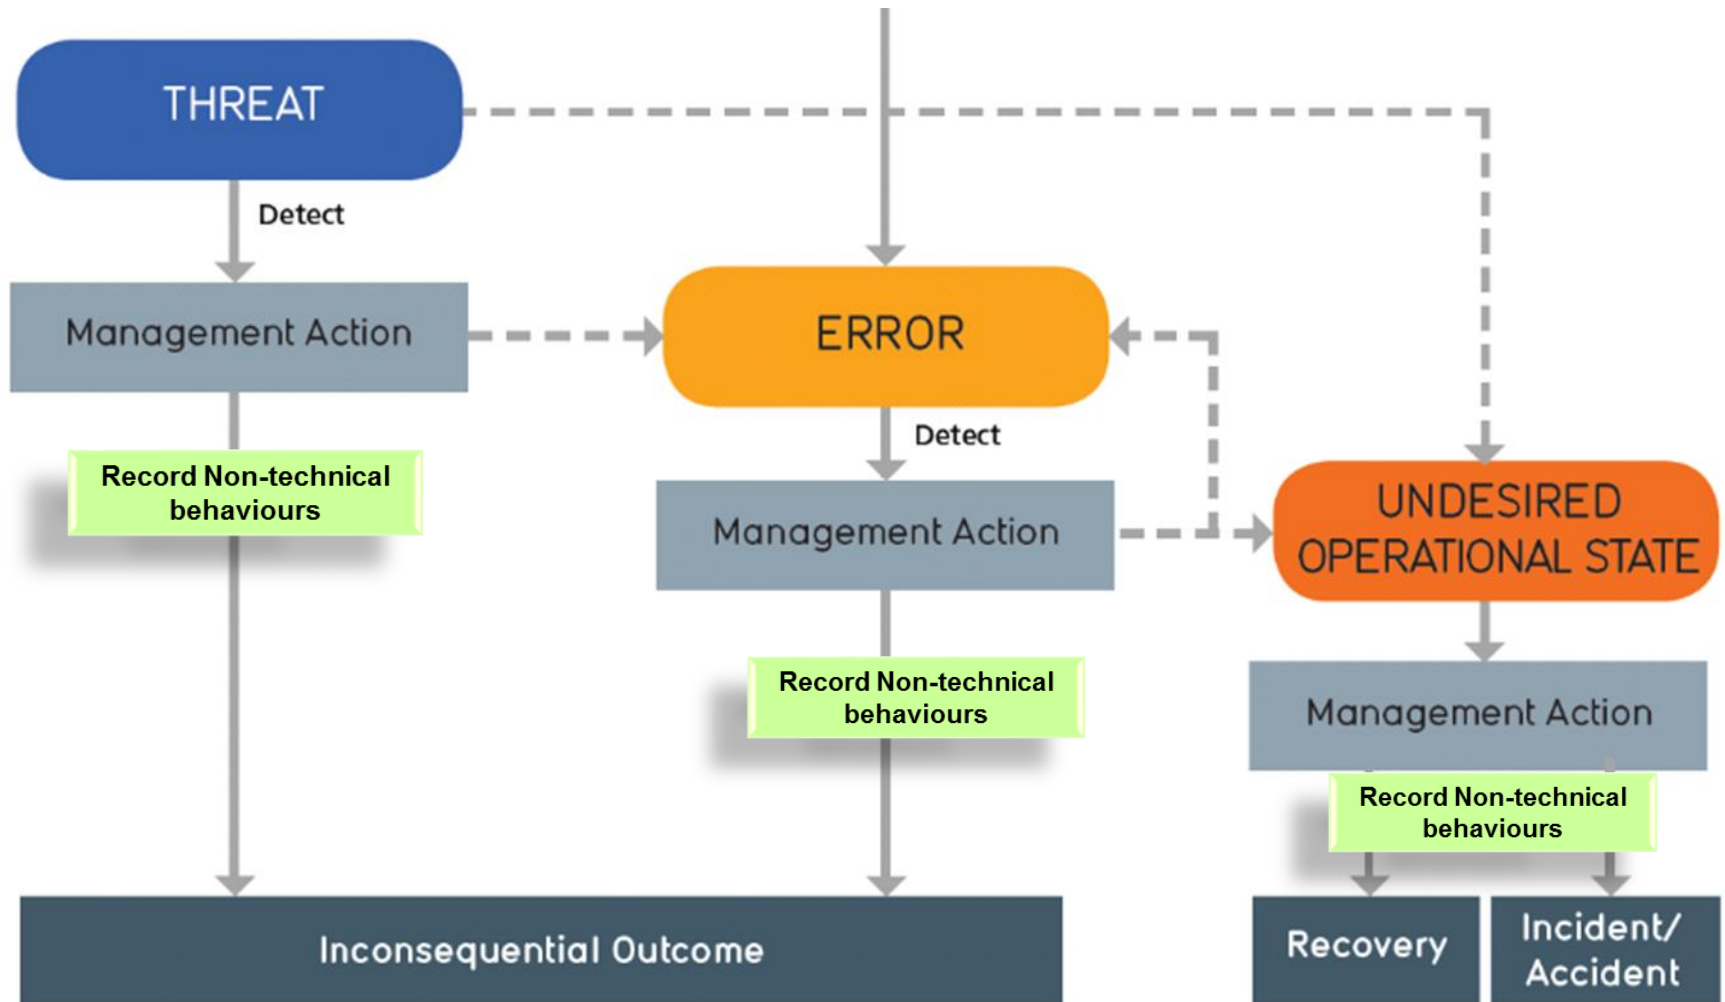 THREAT
Detect
Management Action
Record Non-technical
behaviours
ERROR
Detect
Management Action
Record Non-technical
behaviours
UNDESIRED
OPERATIONAL STATE
Management Action
Record Non-technical
behaviours
Inconsequential Outcome
Recovery
Incident/
Accident